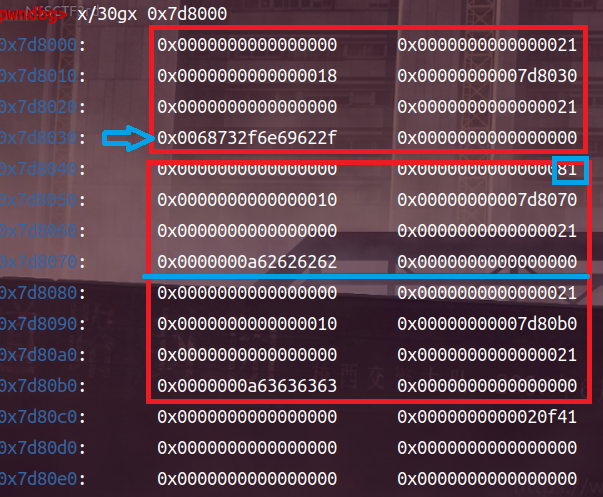 pwndbg> x/30gx 0x7d8000
0x7d8000: 0x0000000000000000 0x0000000000000021
0x7d8010: 0x0000000000000018 0x00000000007d8030
0x7d8020: 0x0000000000000000 0x0000000000000021
0x7d8030: 0x0068732f6e69622f 0x0000000000000000
0x7d8040: 0x0000000000000000 0x0000000000000081
0x7d8050: 0x0000000000000010 0x00000000007d8070
0x7d8060: 0x0000000000000000 0x0000000000000021
0x7d8070: 0x0000000a62626262 0x0000000000000000
0x7d8080: 0x0000000000000000 0x0000000000000021
0x7d8090: 0x0000000000000010 0x00000000007d80b0
0x7d80a0: 0x0000000000000000 0x0000000000000021
0x7d80b0: 0x0000000a63636363 0x0000000000000000
0x7d80c0: 0x0000000000000000 0x0000000000020f41
0x7d80d0: 0x0000000000000000 0x0000000000000000
0x7d80e0: 0x0000000000000000 0x0000000000000000